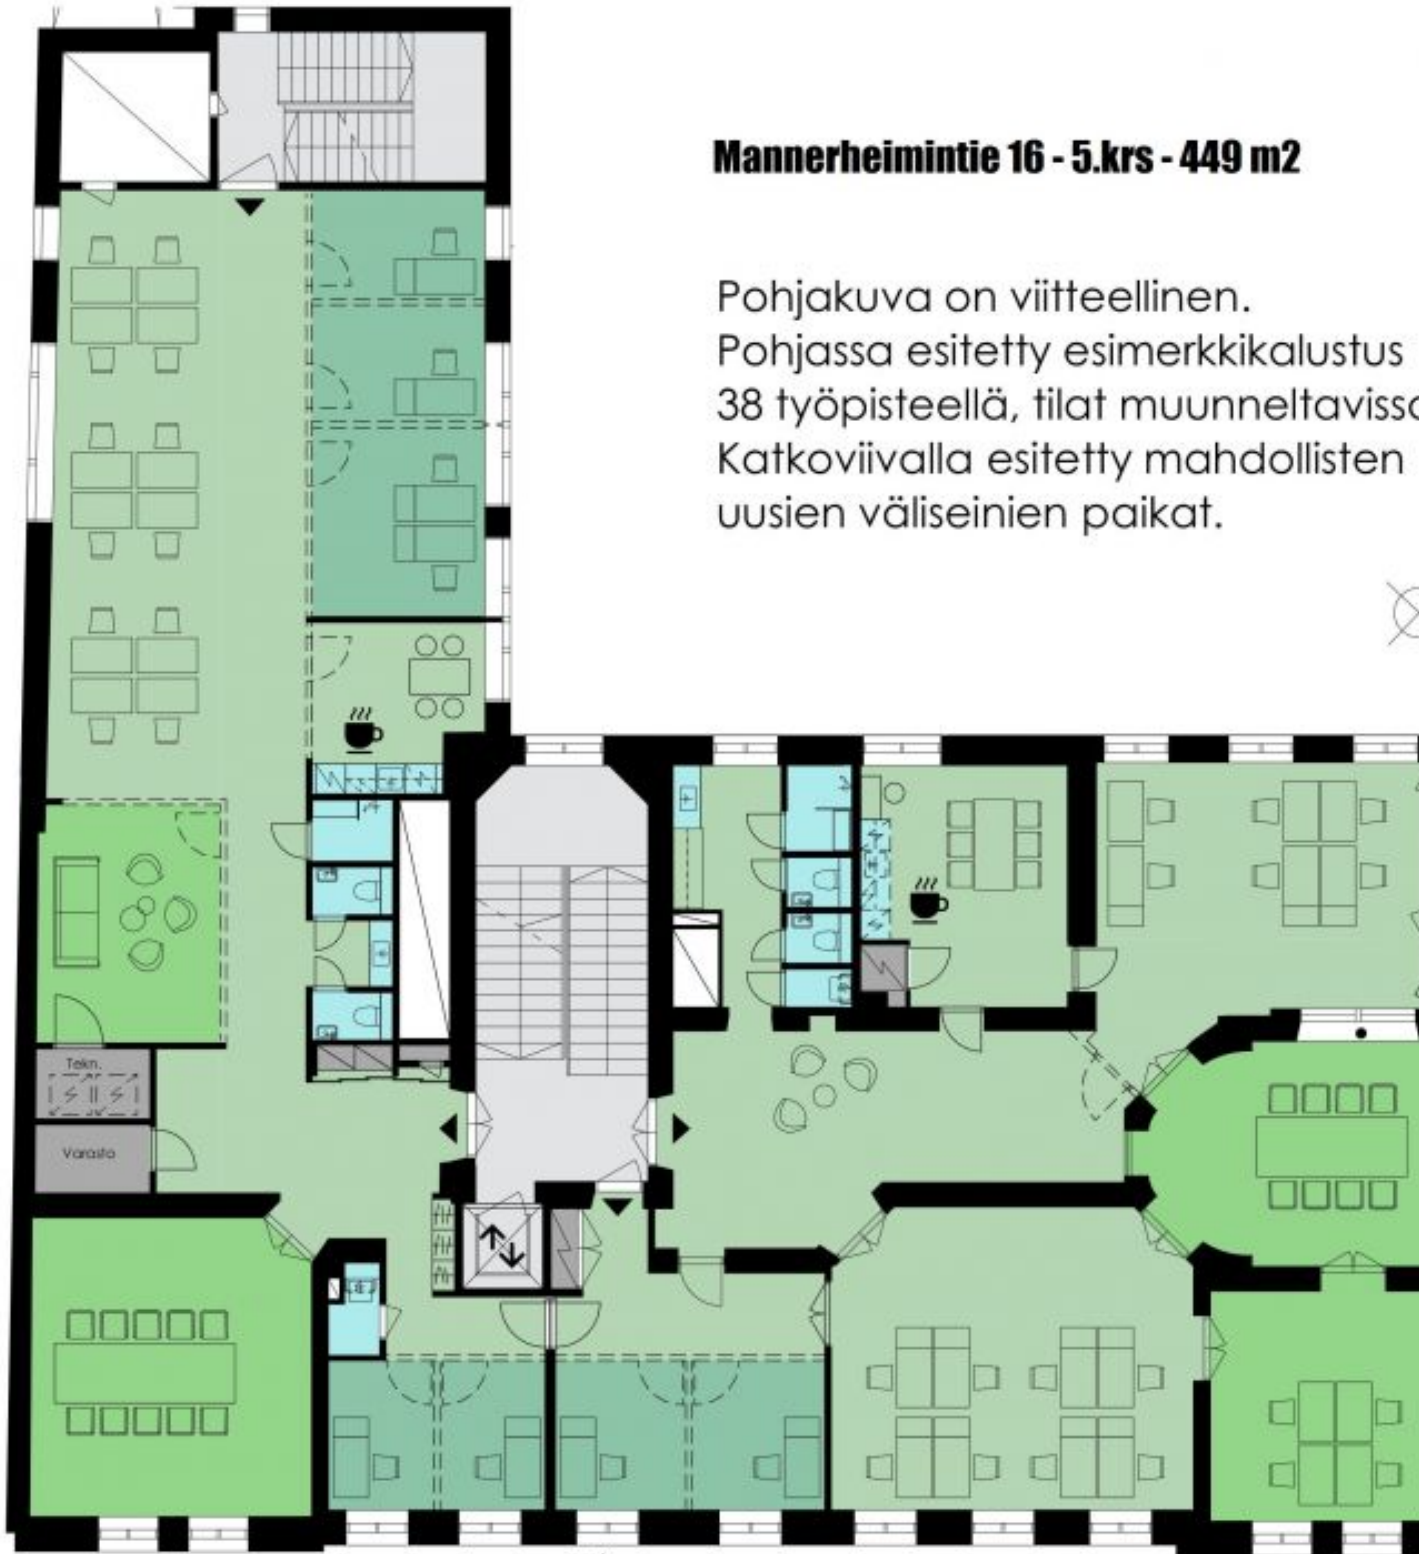 Mannerheimintie 16 - 5.krs - 449 m2
Pohjakuva on viitteellinen.
Pohjassa esitetty esimerkkikalustus
38 työpisteellä, tilat muunneltavissa
Katkoviivalla esitetty mahdollisten
uusien väliseinien paikat.
Tekn.
Varasto